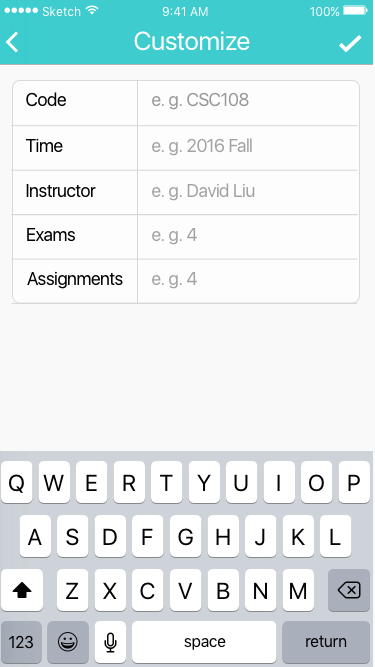 Sketch 9:41 AM 100%
Customize
Code e. g. CSC108
Time e. g. 2016 Fall
Instructor e. g. David Liu
Exams e. g. 4
Assignments e. g. 4
Q W E R T Y U I O P
A S D F G H J K L
Z X C V B N M
123 space return